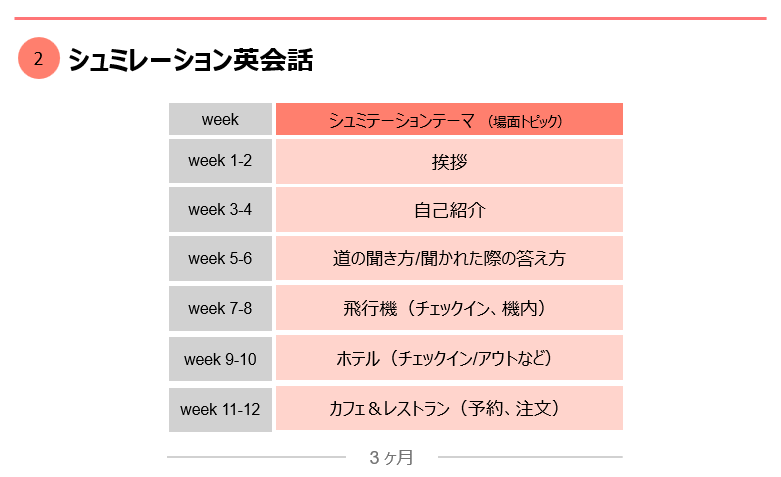 2 シュミレーション英会話
week シュミテーションテーマ （場面トピック）
week 1-2 挨拶
week 3-4 自己紹介
week 5-6 道の聞き方/聞かれた際の答え方
week 7-8 飛行機（チェックイン、機内）
week 9-10 ホテル（チェックイン/アウトなど）
week 11-12 カフェ＆レストラン（予約、注文）
3 ヶ月